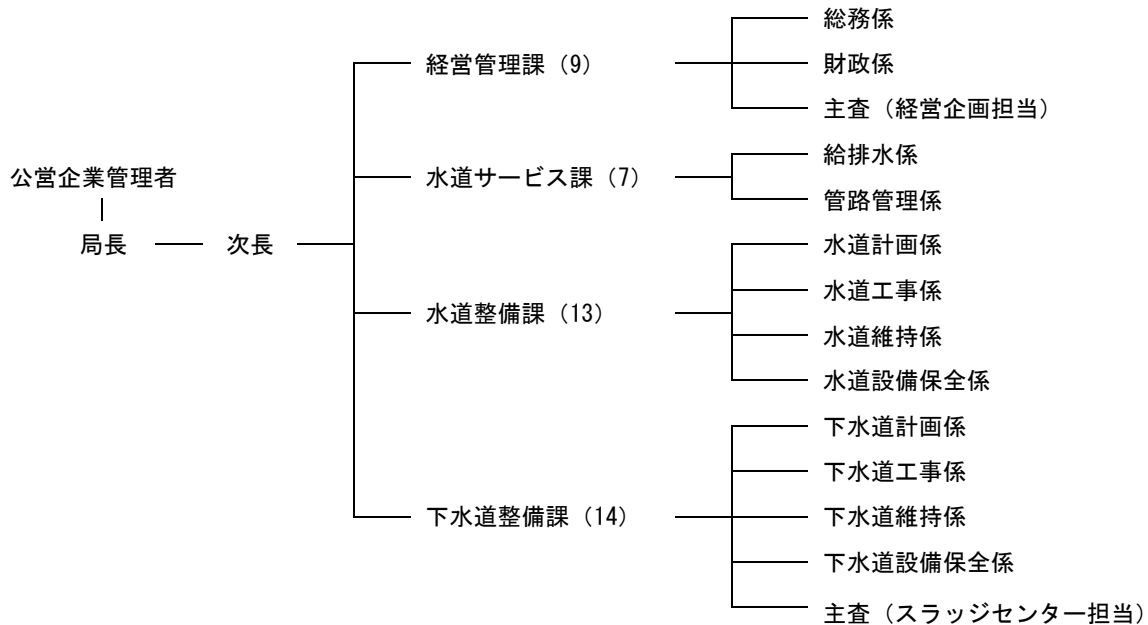 公営企業管理者
局長
次長
経営管理課（9）
総務係
財政係
主査（経営企画担当）
水道サービス課（7）
給排水係
管路管理係
水道整備課（13）
水道計画係
水道工事係
水道維持係
水道設備保全係
下水道整備課（14）
下水道計画係
下水道工事係
下水道維持係
下水道設備保全係
主査（スラッジセンター担当）